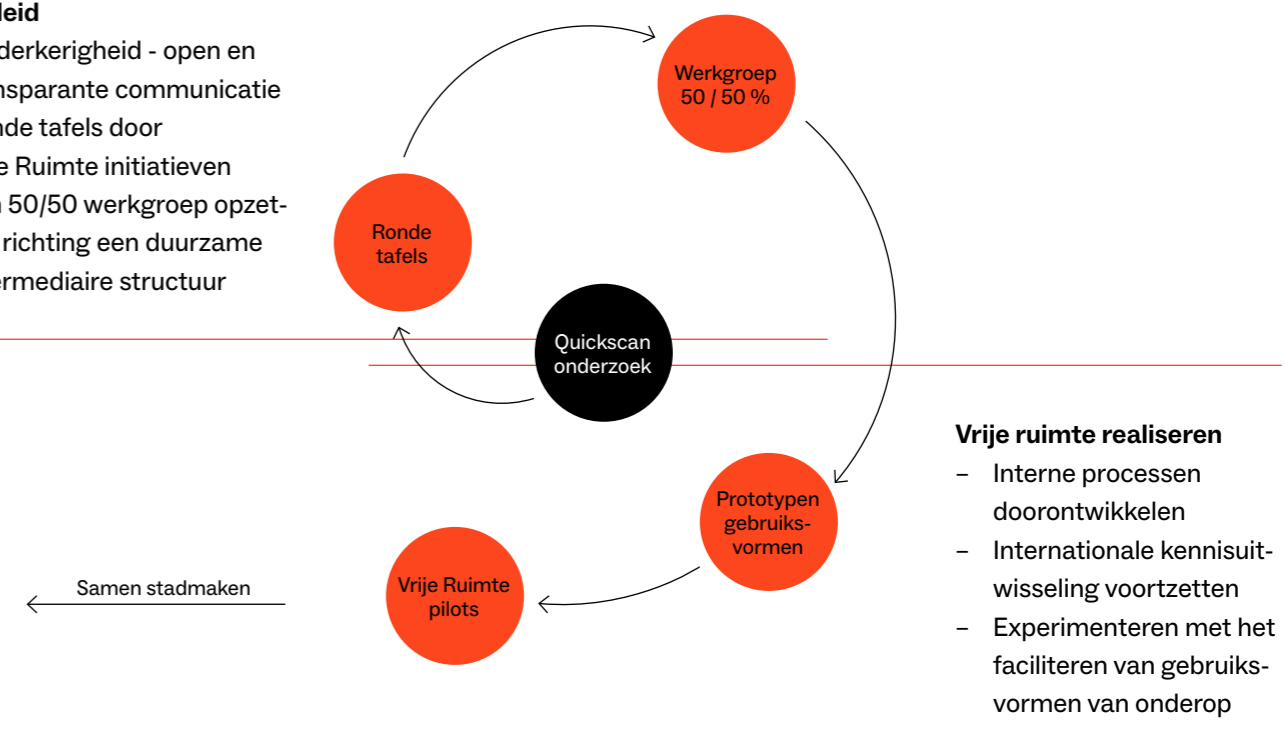 leid
derkerigheid - open en
nsparante communicatie
nde tafels door
e Ruimte initiatieven
n 50/50 werkgroep opzet-
richting een duurzame
ermediaire structuur
Werkgroep
50 / 50 %
Ronde
tafels
Quickscan
onderzoek
Prototypen
gebruiks-
vormen
Vrije Ruimte
pilots
Samen stadmaken
Vrije ruimte realiseren
– Interne processen
doorontwikkelen
– Internationale kennisuit-
wisseling voortzetten
– Experimenteren met het
faciliteren van gebruiks-
vormen van onderop